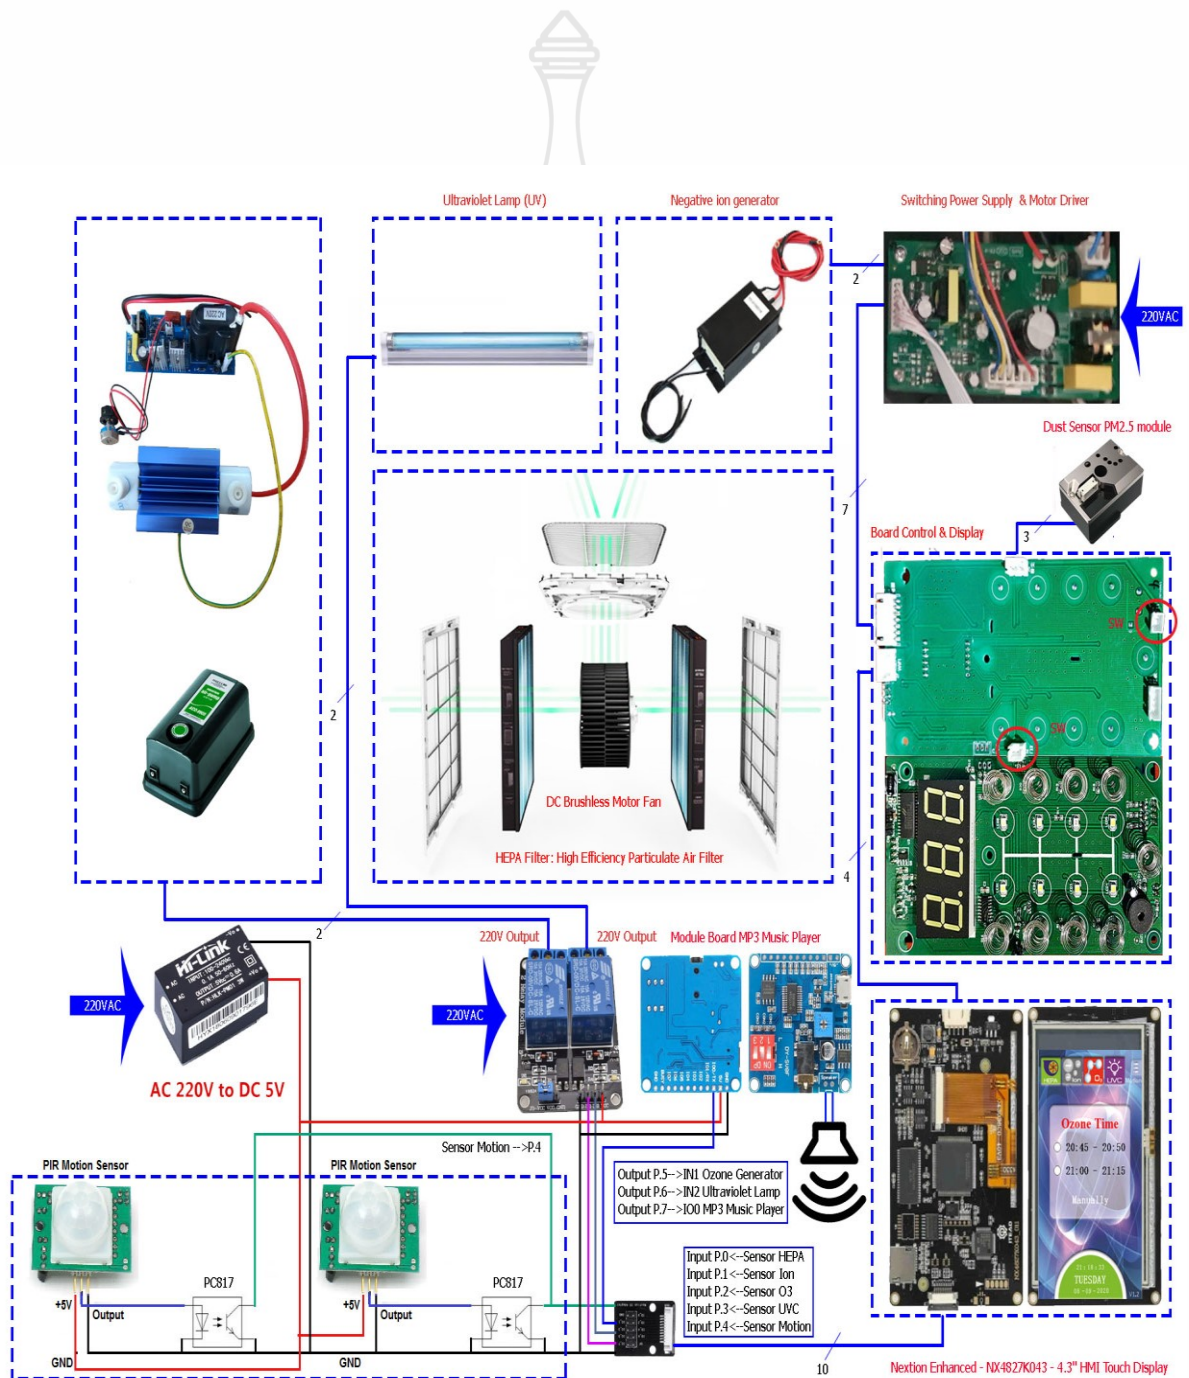 Ultraviolet Lamp (UV)
Negative ion generator
Switching Power Supply & Motor Driver
2
220VAC
Dust Sensor PM2.5 module
7
3
Board Control & Display
SW
SW
2
DC Brushless Motor Fan
HEPA Filter: High Efficiency Particulate Air Filter
4
2
220V Output
220V Output
Module Board MP3 Music Player
Hi-Link
220VAC
220VAC
AC 220V to DC 5V
Sensor Motion -->P.4
PIR Motion Sensor
PIR Motion Sensor
Output P.5-->IN1 Ozone Generator
Output P.6-->IN2 Ultraviolet Lamp
Output P.7-->IO0 MP3 Music Player
Ozone Time
20:45 - 20:50
21:00 - 21:15
Manually
TUESDAY
V1.2
PC817
PC817
+5V
Output
+5V
Output
GND
GND
Input P.0<--Sensor HEPA
Input P.1<--Sensor Ion
Input P.2<--Sensor O3
Input P.3<--Sensor UVC
Input P.4<--Sensor Motion
10
Nextion Enhanced - NX4827K043 - 4.3" HMI Touch Display